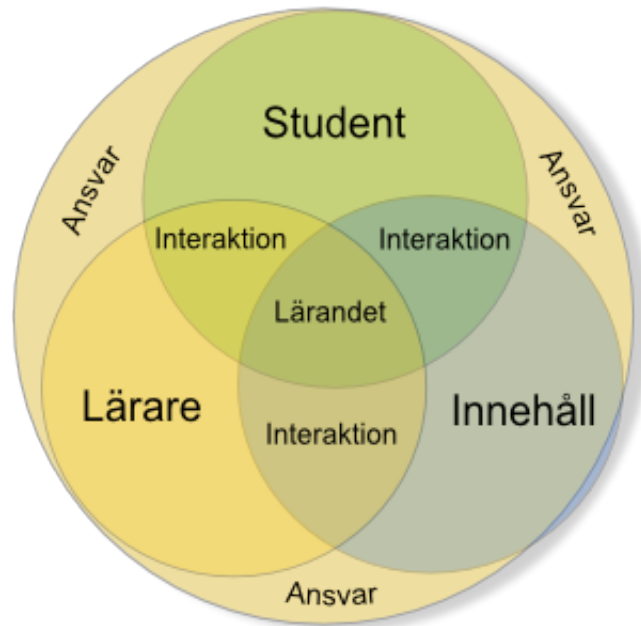 Student
Ansvar
Ansvar
Interaktion
Interaktion
Lärandet
Lärare
Innehåll
Interaktion
Ansvar